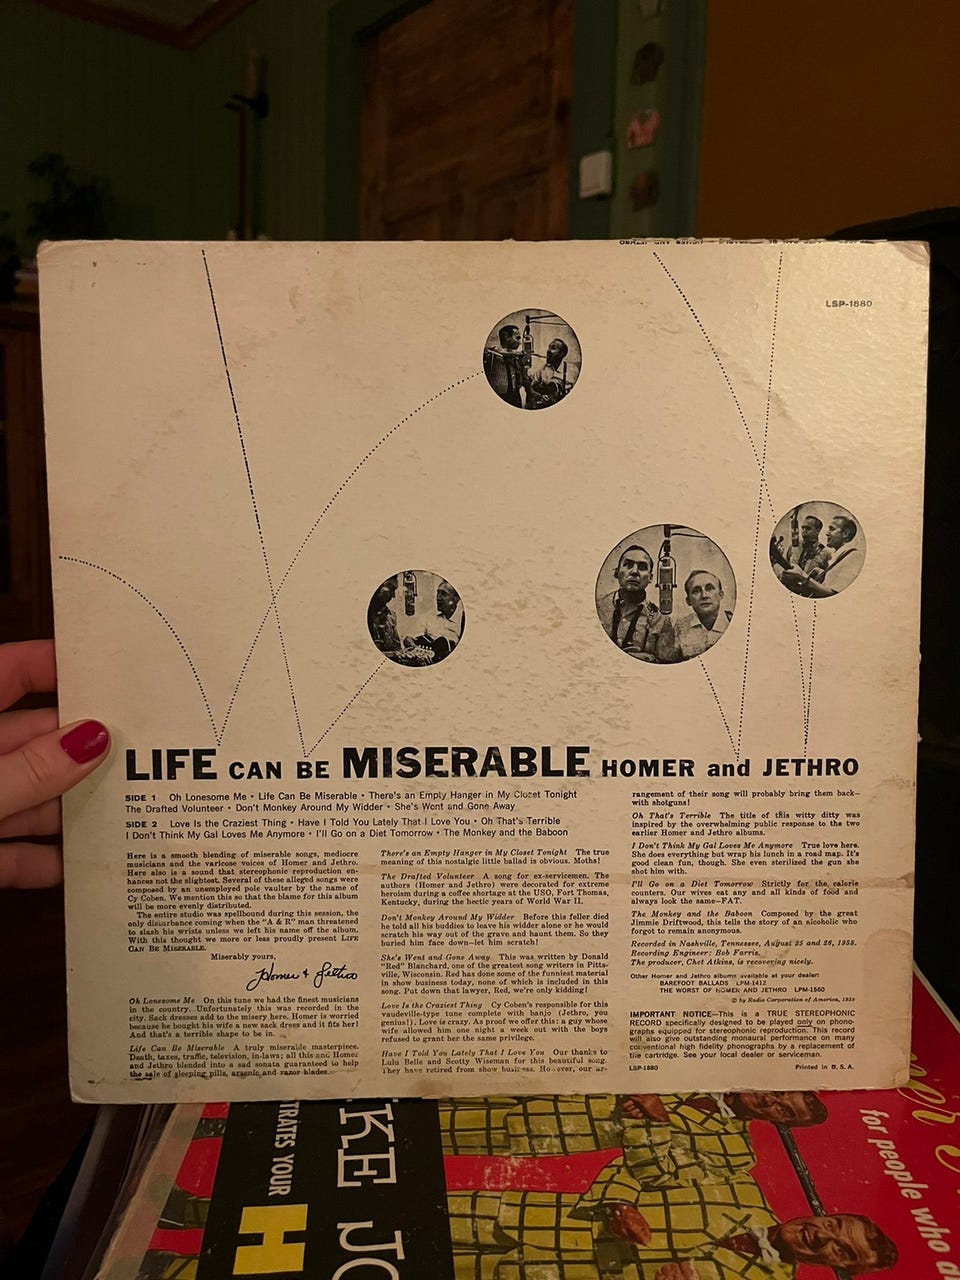 LSP-1880
LIFE CAN BE MISERABLE HOMER and JETHRO
SIDE 1 Oh Lonesome Me • Life Can Be Miserable • There's an Empty Hanger in My Closet Tonight
The Drafted Volunteer • Don't Monkey Around My Widder • She's Went and Gone Away
SIDE 2 Love Is the Craziest Thing • Have I Told You Lately That I Love You • Oh That's Terrible
I Don't Think My Gal Loves Me Anymore • I'll Go on a Diet Tomorrow • The Monkey and the Baboon
Here is a smooth blending of miserable songs, mediocre
musicians and the varicose voices of Homer and Jethro.
Here also is a sound that stereophonic reproduction en-
hances not the slightest. Several of these alleged songs were
composed by an unemployed pole vaulter by the name of
Cy Coben. We mention this so that the blame for this album
will be more evenly distributed.
The entire studio was spellbound during this session, the
only disturbance coming when the "A & R" man threatened
to slash his wrists unless we left his name off the album.
With this thought we more or less proudly present LIFE
CAN BE MISERABLE.
Miserably yours,
Homer & Jethro
Oh Lonesome Me On this tune we had the finest musicians
in the country. Unfortunately this was recorded in the
city. Sack dresses add to the misery here. Homer is worried
because he bought his wife a new sack dress and it fits her!
And that's a terrible shape to be in.
Life Can Be Miserable A truly miserable masterpiece.
Death, taxes, traffic, television, in-laws; all this and Homer
and Jethro blended into a sad sonata guaranteed to help
the sale of sleeping pills, arsenic and razor blades.
There's an Empty Hanger in My Closet Tonight The true
meaning of this nostalgic little ballad is obvious. Moths!
The Drafted Volunteer A song for ex-servicemen. The
authors (Homer and Jethro) were decorated for extreme
heroism during a coffee shortage at the USO, Fort Thomas,
Kentucky, during the hectic years of World War II.
Don't Monkey Around My Widder Before this feller died
he told all his buddies to leave his widder alone or he would
scratch his way out of the grave and haunt them. So they
buried him face down—let him scratch!
She's Went and Gone Away This was written by Donald
"Red" Blanchard, one of the greatest song writers in Pitts-
ville, Wisconsin. Red has done some of the funniest material
in show business today, none of which is included in this
song. Put down that lawyer, Red, we're only kidding!
Love Is the Craziest Thing Cy Coben's responsible for this
vaudeville-type tune complete with banjo (Jethro, you
genius!). Love is crazy. As proof we offer this: a guy whose
wife allowed him one night a week out with the boys
refused to grant her the same privilege.
Have I Told You Lately That I Love You Our thanks to
Lulu Belle and Scotty Wiseman for this beautiful song.
They have retired from show business. However, our ar-
rangement of their song will probably bring them back—
with shotguns!
Oh That's Terrible The title of this witty ditty was
inspired by the overwhelming public response to the two
earlier Homer and Jethro albums.
I Don't Think My Gal Loves Me Anymore True love here.
She does everything but wrap his lunch in a road map. It's
good clean fun, though. She even sterilized the gun she
shot him with.
I'll Go on a Diet Tomorrow Strictly for the calorie
counters. Our wives eat any and all kinds of food and
always look the same—FAT.
The Monkey and the Baboon Composed by the great
Jimmie Driftwood, this tells the story of an alcoholic who
forgot to remain anonymous.
Recorded in Nashville, Tennessee, August 25 and 26, 1958.
Recording Engineer: Bob Farris.
The producer, Chet Atkins, is recovering nicely.
Other Homer and Jethro albums available at your dealer:
BAREFOOT BALLADS LPM-1412
THE WORST OF HOMER AND JETHRO LPM-1560
© by Radio Corporation of America, 1959
IMPORTANT NOTICE—This is a TRUE STEREOPHONIC
RECORD specifically designed to be played only on phono-
graphs equipped for stereophonic reproduction. This record
will also give outstanding monaural performance on many
conventional high fidelity phonographs by a replacement of
the cartridge. See your local dealer or serviceman.
LSP-1880 Printed in U. S. A.
TRATES YOUR
H
KE JO
for people who